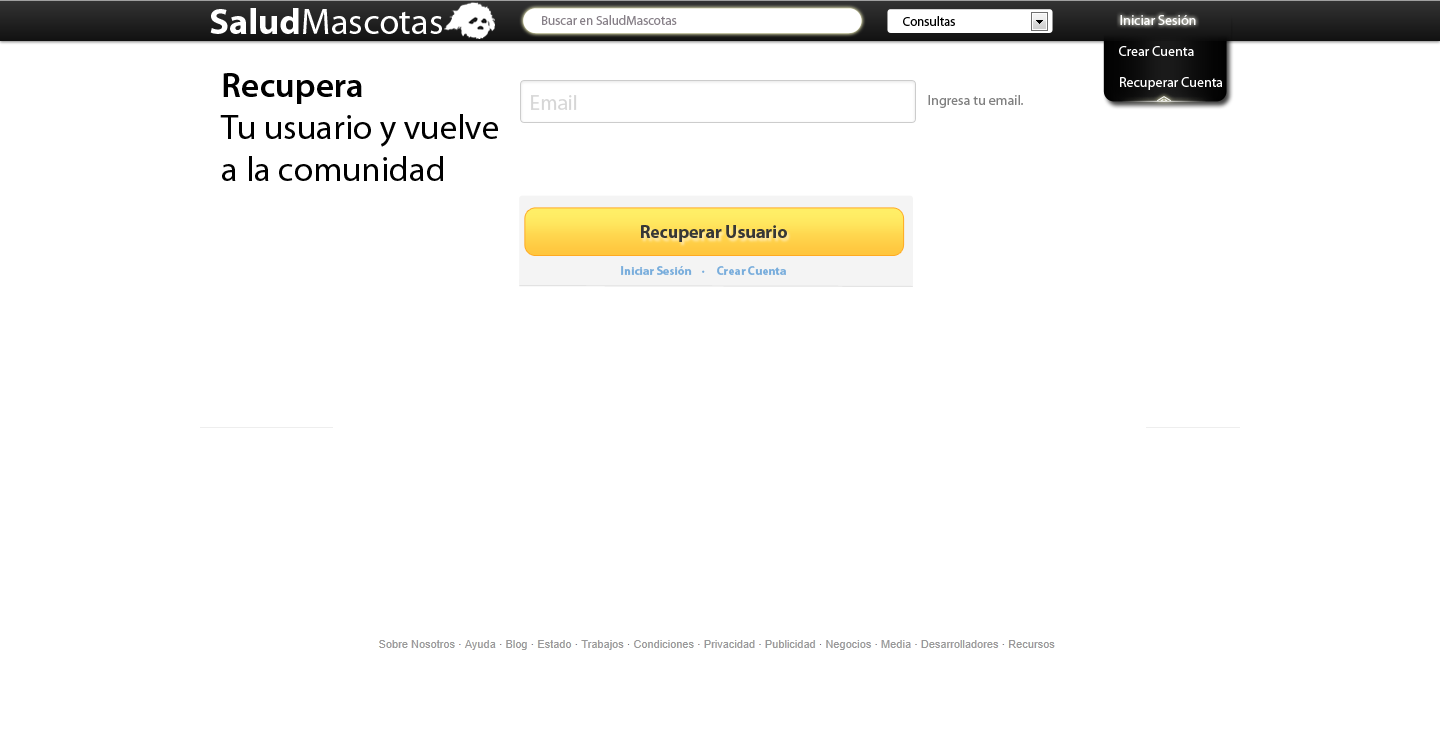 SaludMascotas
Buscar en SaludMascotas
Consultas
Iniciar Sesión
Crear Cuenta
Recuperar Cuenta
Recupera
Tu usuario y vuelve
a la comunidad
Email
Ingresa tu email.
Recuperar Usuario
Iniciar Sesión · Crear Cuenta
Sobre Nosotros · Ayuda · Blog · Estado · Trabajos · Condiciones · Privacidad · Publicidad · Negocios · Media · Desarrolladores · Recursos